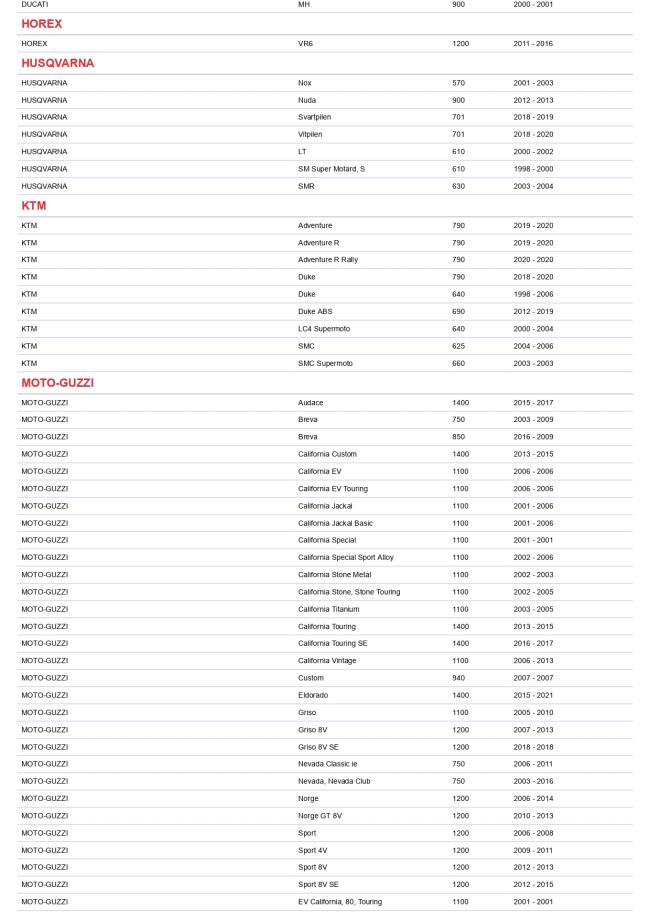 DUCATI MH 900 2000 - 2001
HOREX
HOREX VR6 1200 2011 - 2016
HUSQVARNA
HUSQVARNA Nox 570 2001 - 2003
HUSQVARNA Nuda 900 2012 - 2013
HUSQVARNA Svartpilen 701 2018 - 2019
HUSQVARNA Vitpilen 701 2018 - 2020
HUSQVARNA LT 610 2000 - 2002
HUSQVARNA SM Super Motard, S 610 1998 - 2000
HUSQVARNA SMR 630 2003 - 2004
KTM
KTM Adventure 790 2019 - 2020
KTM Adventure R 790 2019 - 2020
KTM Adventure R Rally 790 2020 - 2020
KTM Duke 790 2018 - 2020
KTM Duke 640 1998 - 2006
KTM Duke ABS 690 2012 - 2019
KTM LC4 Supermoto 640 2000 - 2004
KTM SMC 625 2004 - 2006
KTM SMC Supermoto 660 2003 - 2003
MOTO-GUZZI
MOTO-GUZZI Audace 1400 2015 - 2017
MOTO-GUZZI Breva 750 2003 - 2009
MOTO-GUZZI Breva 850 2016 - 2009
MOTO-GUZZI California Custom 1400 2013 - 2015
MOTO-GUZZI California EV 1100 2006 - 2006
MOTO-GUZZI California EV Touring 1100 2006 - 2006
MOTO-GUZZI California Jackal 1100 2001 - 2006
MOTO-GUZZI California Jackal Basic 1100 2001 - 2006
MOTO-GUZZI California Special 1100 2001 - 2001
MOTO-GUZZI California Special Sport Alloy 1100 2002 - 2006
MOTO-GUZZI California Stone Metal 1100 2002 - 2003
MOTO-GUZZI California Stone, Stone Touring 1100 2002 - 2005
MOTO-GUZZI California Titanium 1100 2003 - 2005
MOTO-GUZZI California Touring 1400 2013 - 2015
MOTO-GUZZI California Touring SE 1400 2016 - 2017
MOTO-GUZZI California Vintage 1100 2006 - 2013
MOTO-GUZZI Custom 940 2007 - 2007
MOTO-GUZZI Eldorado 1400 2015 - 2021
MOTO-GUZZI Griso 1100 2005 - 2010
MOTO-GUZZI Griso 8V 1200 2007 - 2013
MOTO-GUZZI Griso 8V SE 1200 2018 - 2018
MOTO-GUZZI Nevada Classic ie 750 2006 - 2011
MOTO-GUZZI Nevada, Nevada Club 750 2003 - 2016
MOTO-GUZZI Norge 1200 2006 - 2014
MOTO-GUZZI Norge GT 8V 1200 2010 - 2013
MOTO-GUZZI Sport 1200 2006 - 2008
MOTO-GUZZI Sport 4V 1200 2009 - 2011
MOTO-GUZZI Sport 8V 1200 2012 - 2013
MOTO-GUZZI Sport 8V SE 1200 2012 - 2015
MOTO-GUZZI EV California, 80, Touring 1100 2001 - 2001